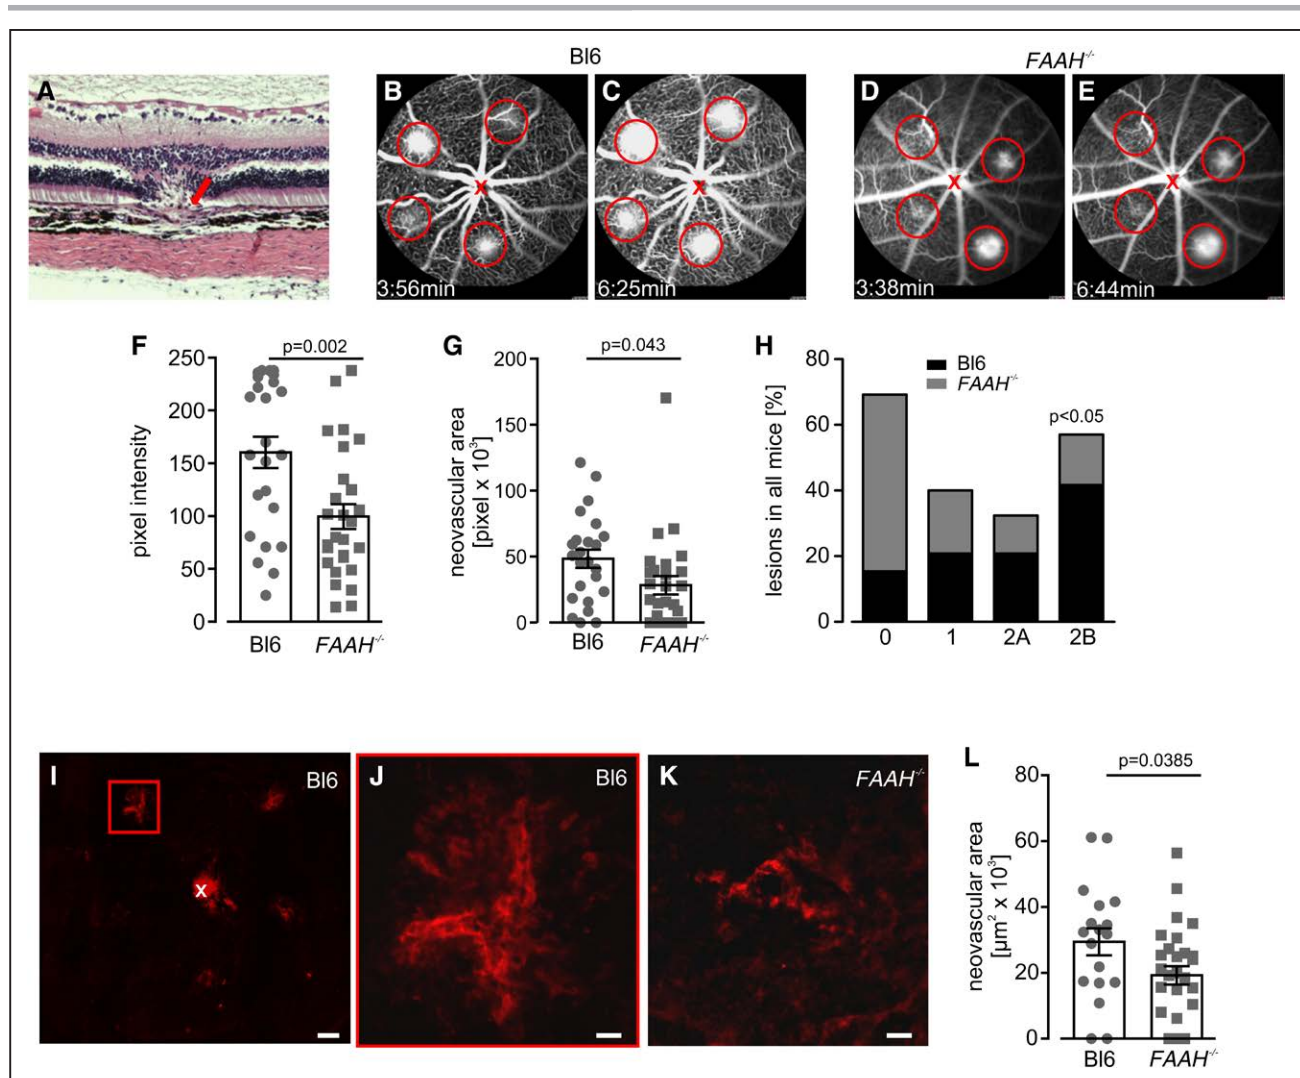 Bl6
FAAH-/-
A
B
C
D
E
x
x
x
x
3:56min
6:25min
3:38min
6:44min
F
p=0.002
pixel intensity
250
200
150
100
50
0
Bl6
FAAH-/-
G
p=0.043
neovascular area
[pixel x 10³]
200
150
100
50
0
Bl6
FAAH-/-
H
Bl6
FAAH-/-
p<0.05
lesions in all mice [%]
80
60
40
20
0
0
1
2A
2B
I
Bl6
x
J
Bl6
K
FAAH-/-
L
p=0.0385
neovascular area
[µm² x 10³]
80
60
40
20
0
Bl6
FAAH-/-